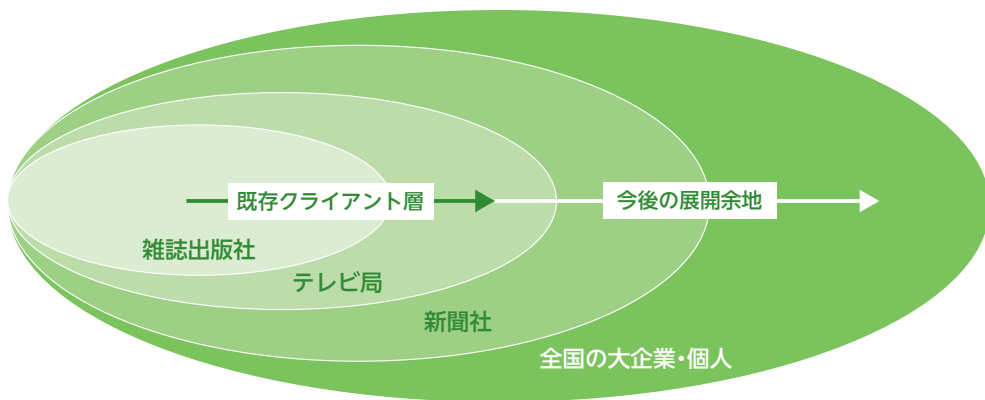 既存クライアント層
今後の展開余地
雑誌出版社
テレビ局
新聞社
全国の大企業・個人